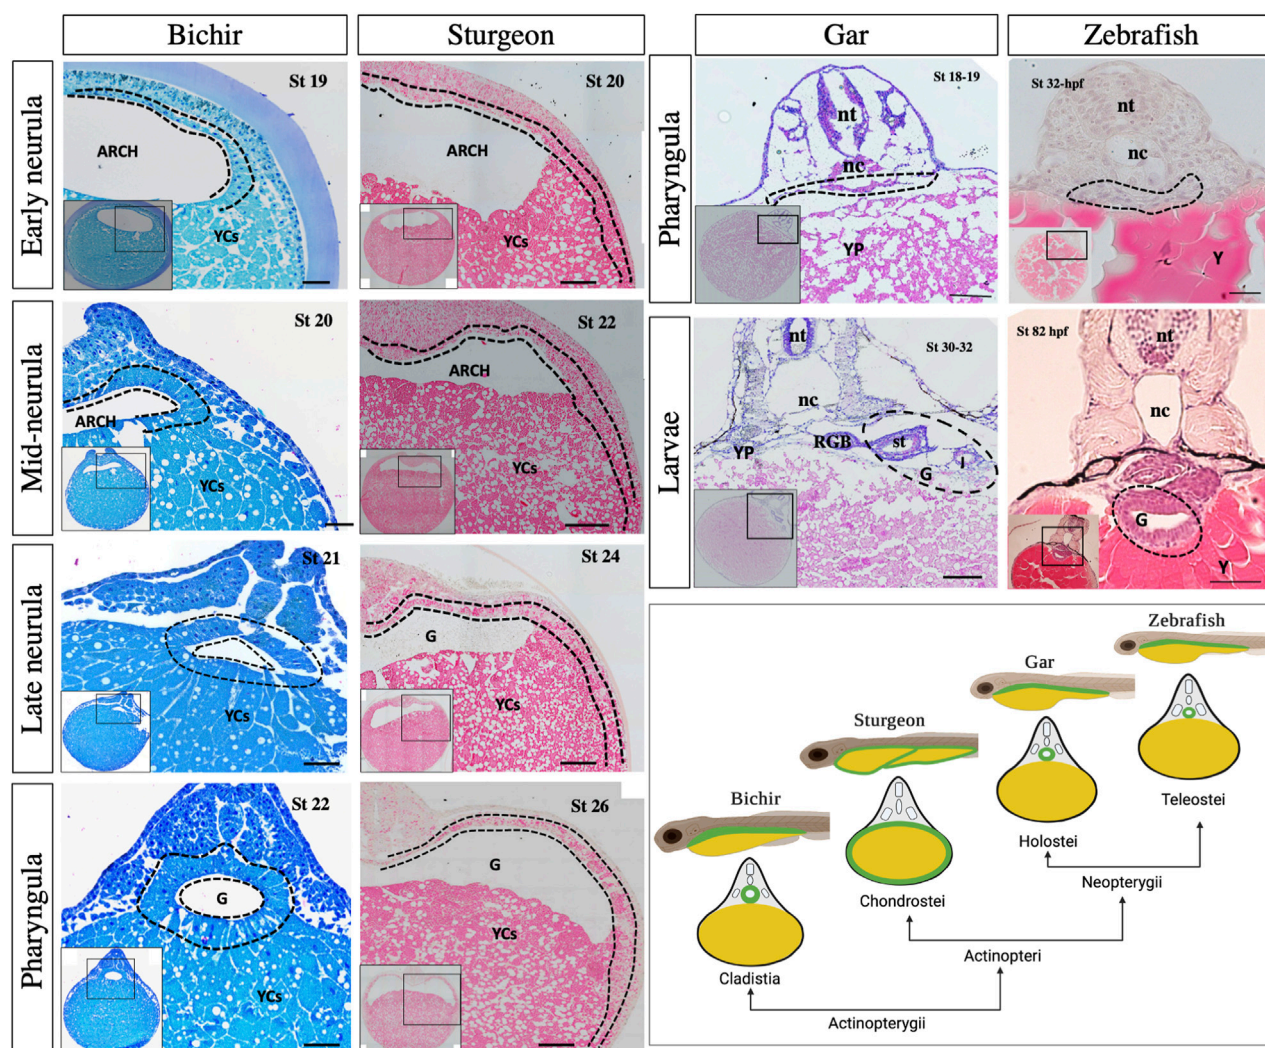 Bichir
Sturgeon
Early neurula
St 19
ARCH
YCs
St 20
ARCH
YCs
Mid-neurula
St 20
ARCH
YCs
St 22
ARCH
YCs
Late neurula
St 21
YCs
St 24
G
YCs
Pharyngula
St 22
G
YCs
St 26
G
YCs
Gar
Zebrafish
Pharyngula
St 18-19
nt
nc
YP
St 32-hpf
nt
nc
Y
Larvae
St 30-32
nt
nc
RGB
st
YP
G
I
St 82 hpf
nt
nc
G
Y
Zebrafish
Gar
Sturgeon
Bichir
Teleostei
Holostei
Neopterygii
Chondrostei
Actinopteri
Cladistia
Actinopterygii